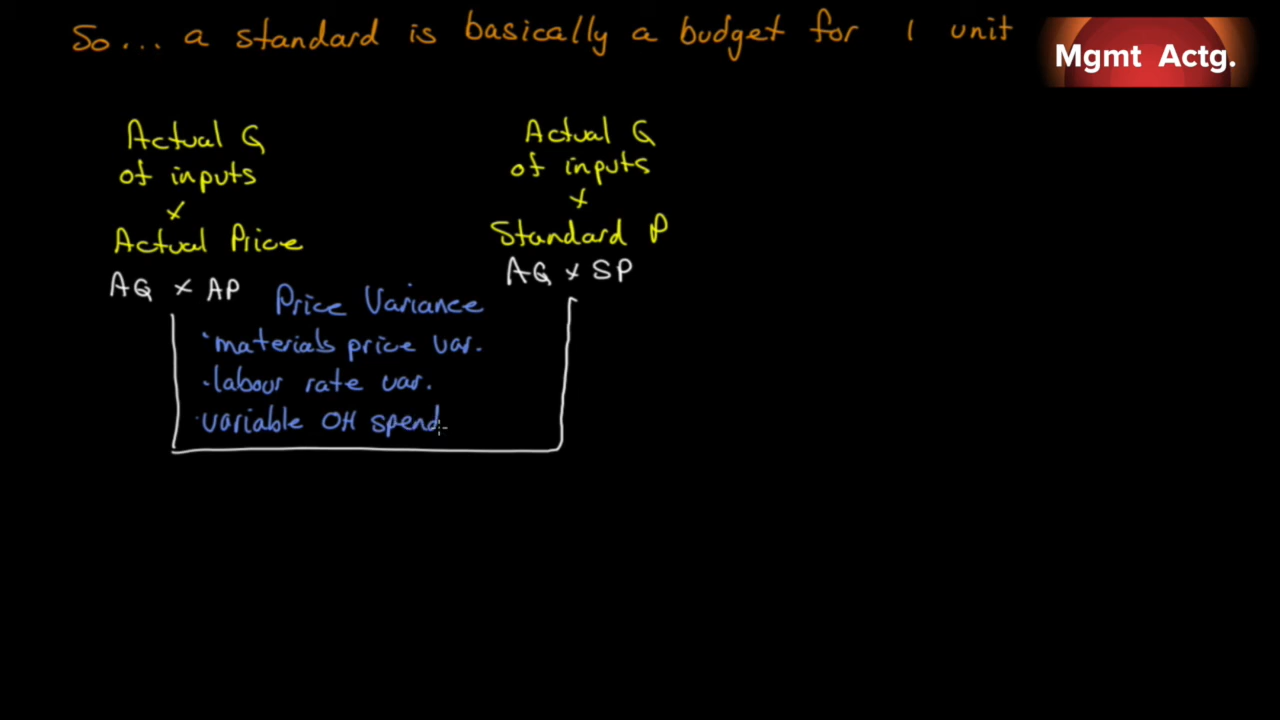 So... a standard is basically a budget for 1 unit
Mgmt Actg.
Actual Q
of inputs
x
Actual Price
AQ x AP
Actual Q
of inputs
x
Standard P
AQ x SP
Price Variance
· materials price var.
· labour rate var.
· variable OH spend